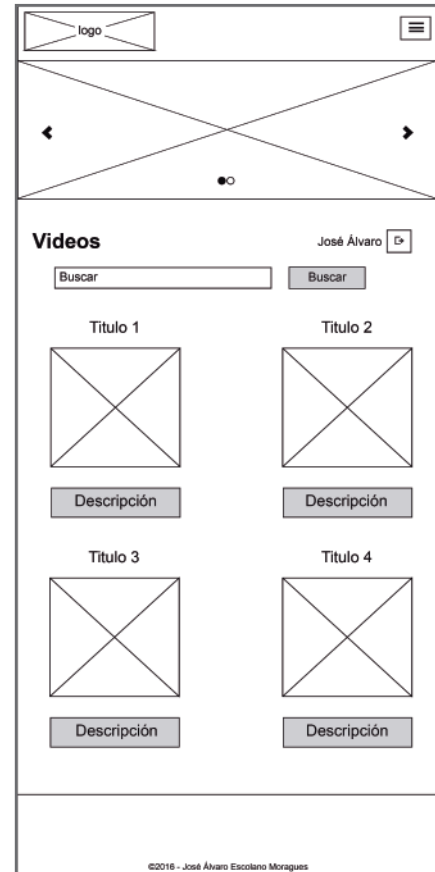 logo
Videos
José Álvaro
Buscar
Buscar
Titulo 1
Titulo 2
Descripción
Descripción
Titulo 3
Titulo 4
Descripción
Descripción
©2016 - José Álvaro Escolano Moragues